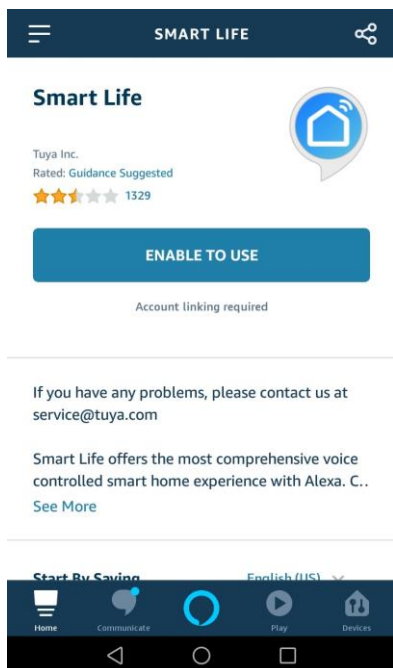 SMART LIFE
Smart Life
Tuya Inc.
Rated: Guidance Suggested
1329
ENABLE TO USE
Account linking required
If you have any problems, please contact us at
service@tuya.com
Smart Life offers the most comprehensive voice
controlled smart home experience with Alexa. C..
See More
Start By Saying English (US)
Home Communicate Play Devices